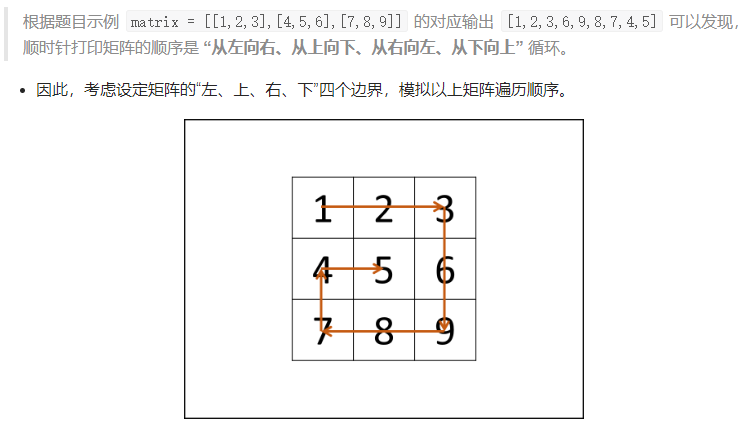 根据题目示例 matrix = [[1,2,3],[4,5,6],[7,8,9]] 的对应输出 [1,2,3,6,9,8,7,4,5] 可以发现，
顺时针打印矩阵的顺序是 “从左向右、从上向下、从右向左、从下向上” 循环。
• 因此，考虑设定矩阵的“左、上、右、下”四个边界，模拟以上矩阵遍历顺序。
1 2 3
4 5 6
7 8 9